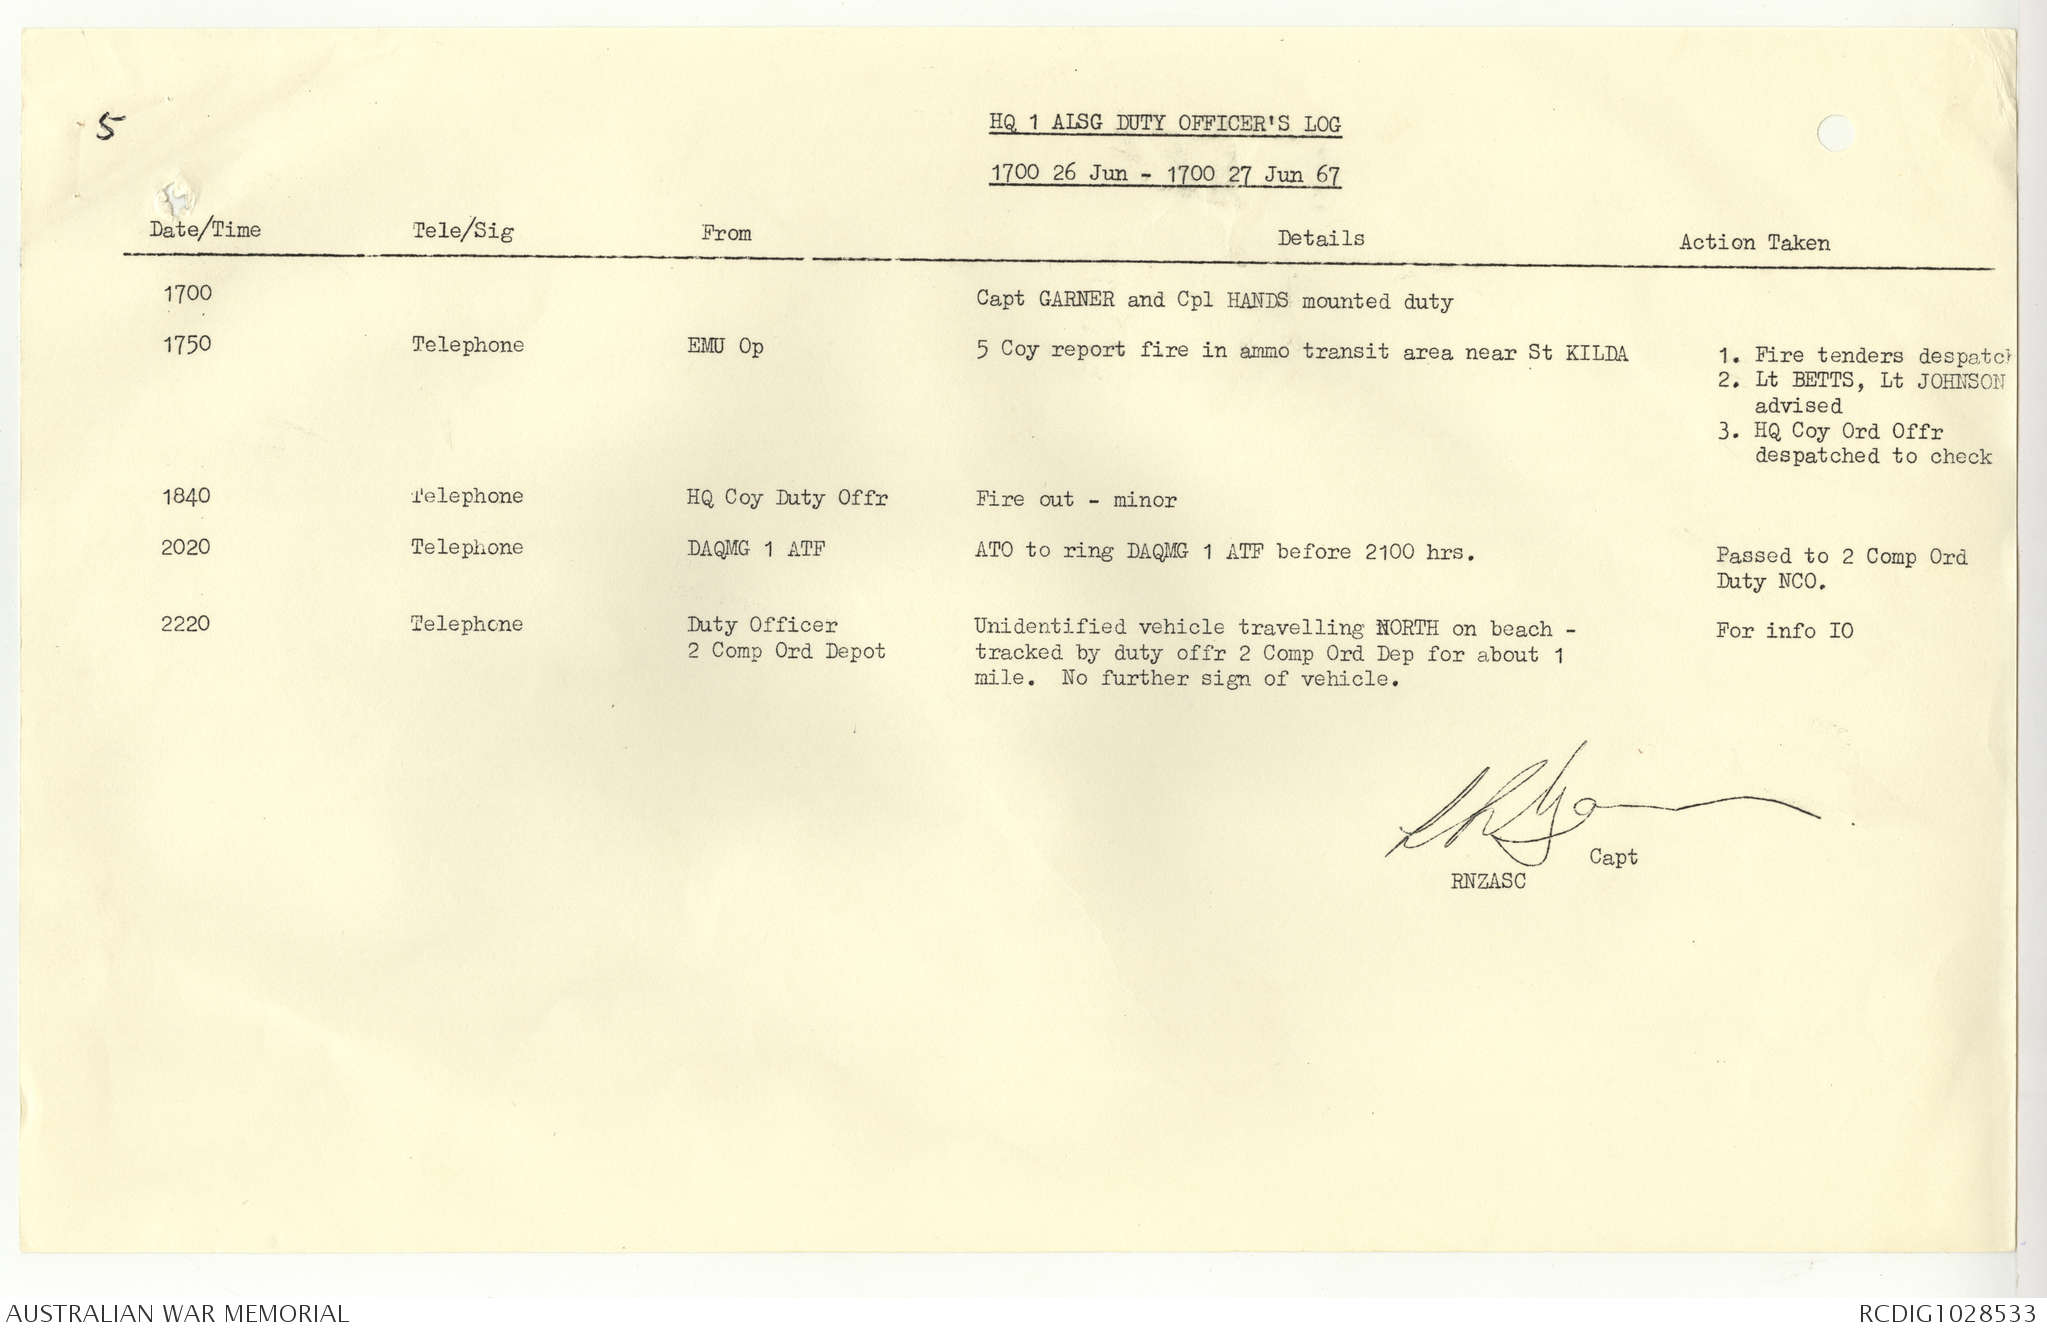 5
HQ 1 ALSG DUTY OFFICER'S LOG
1700 26 Jun - 1700 27 Jun 67
Date/Time Tele/Sig From Details Action Taken
1700 Capt GARNER and Cpl HANDS mounted duty
1750 Telephone EMU Op 5 Coy report fire in ammo transit area near St KILDA 1. Fire tenders despatch
2. Lt BETTS, Lt JOHNSON
advised
3. HQ Coy Ord Offr
despatched to check
1840 Telephone HQ Coy Duty Offr Fire out - minor
2020 Telephone DAQMG 1 ATF ATO to ring DAQMG 1 ATF before 2100 hrs. Passed to 2 Comp Ord
Duty NCO.
2220 Telephone Duty Officer Unidentified vehicle travelling NORTH on beach - For info IO
2 Comp Ord Depot tracked by duty offr 2 Comp Ord Dep for about 1
mile. No further sign of vehicle.
Capt
RNZASC
AUSTRALIAN WAR MEMORIAL RCDIG1028533